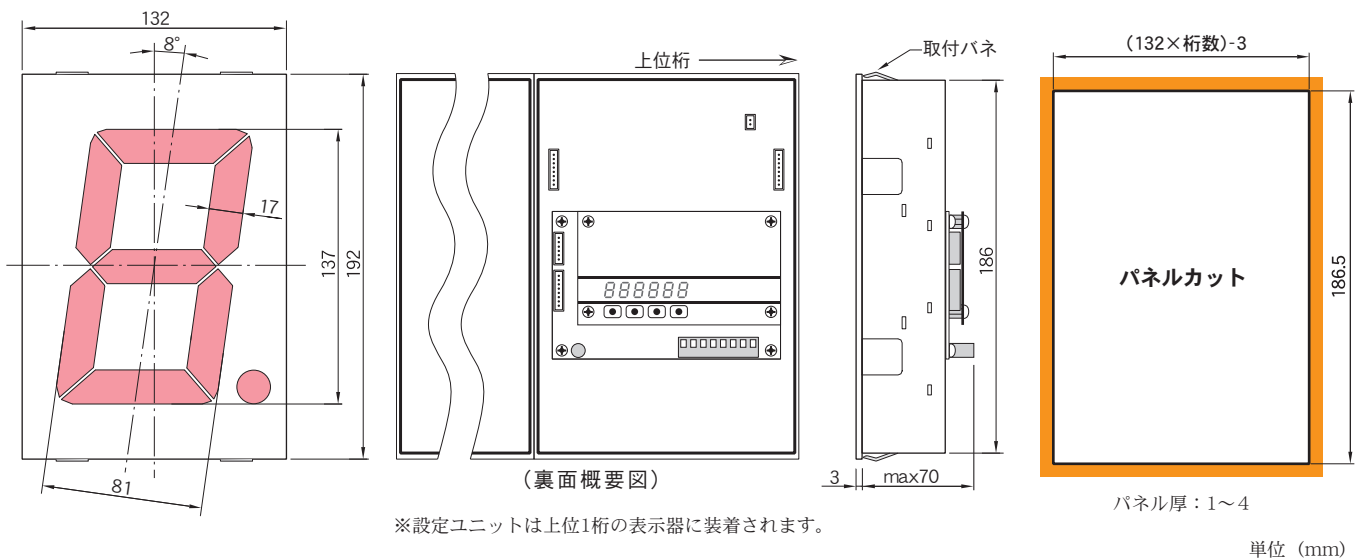 132
8°
17
137
192
81
上位桁
888888
(裏面概要図)
※設定ユニットは上位1桁の表示器に装着されます。
取付バネ
186
3
max70
(132×桁数)-3
パネルカット
186.5
パネル厚：1～4
単位（mm）